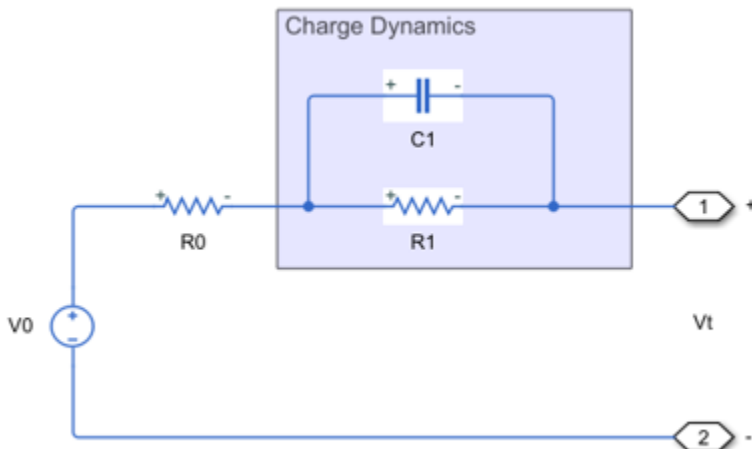 Charge Dynamics
+ -
C1
+ -
R0
+ -
R1
1 +
V0
+
-
Vt
2 -